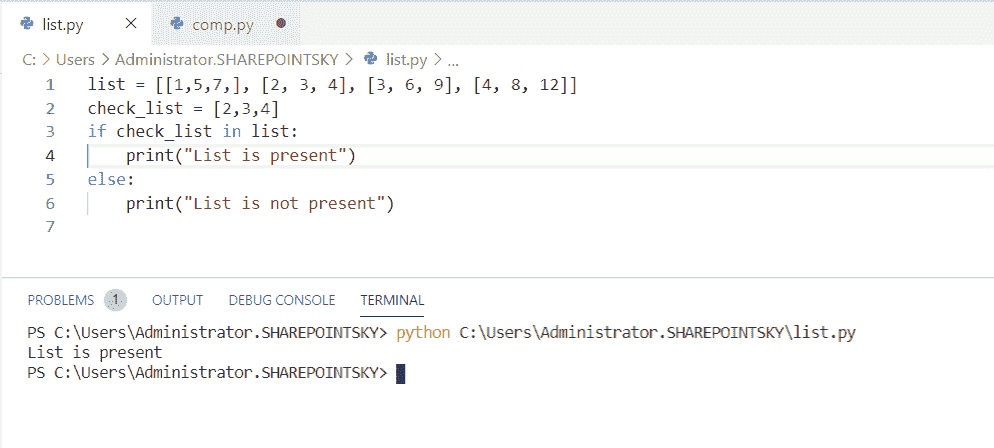 list.py × comp.py
C: > Users > Administrator.SHAREPOINTSKY > list.py > ...
1 list = [[1,5,7,], [2, 3, 4], [3, 6, 9], [4, 8, 12]]
2 check_list = [2,3,4]
3 if check_list in list:
4     print("List is present")
5 else:
6     print("List is not present")
7
PROBLEMS 1 OUTPUT DEBUG CONSOLE TERMINAL
PS C:\Users\Administrator.SHAREPOINTSKY> python C:\Users\Administrator.SHAREPOINTSKY\list.py
List is present
PS C:\Users\Administrator.SHAREPOINTSKY>